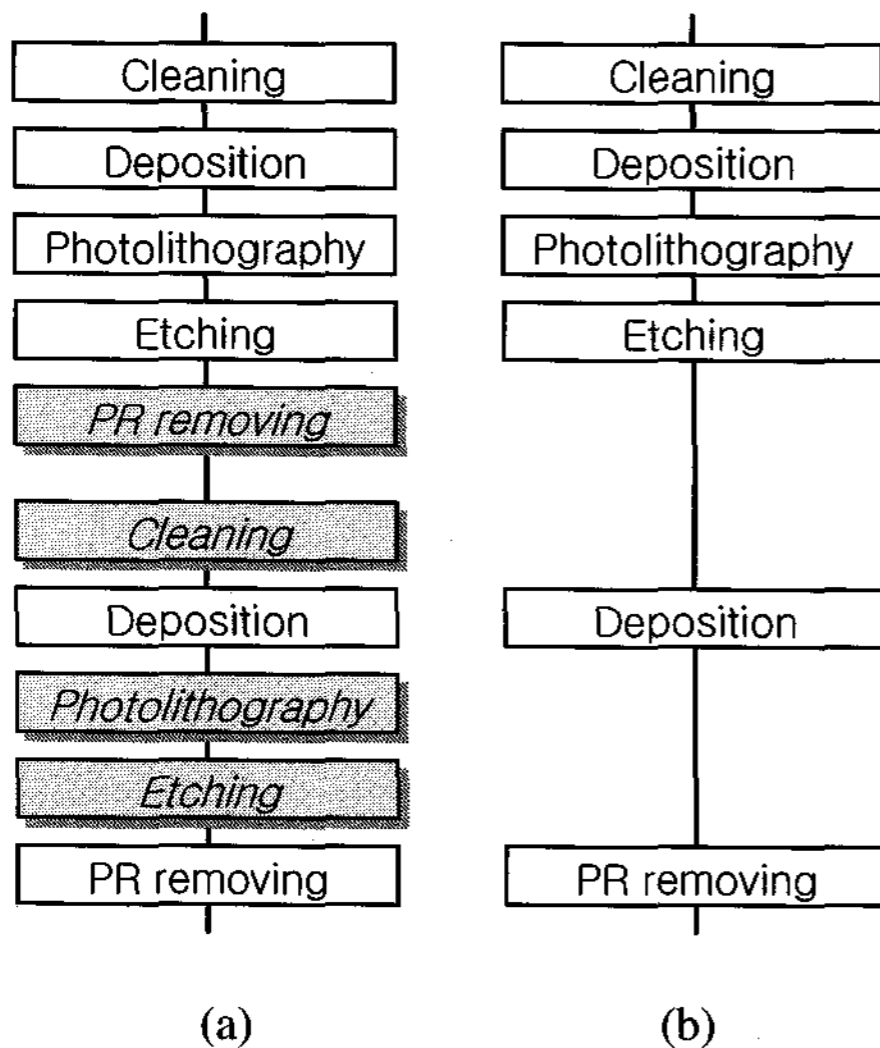 Cleaning
Deposition
Photolithography
Etching
PR removing
Cleaning
Deposition
Photolithography
Etching
PR removing
(a)
Cleaning
Deposition
Photolithography
Etching
Deposition
PR removing
(b)